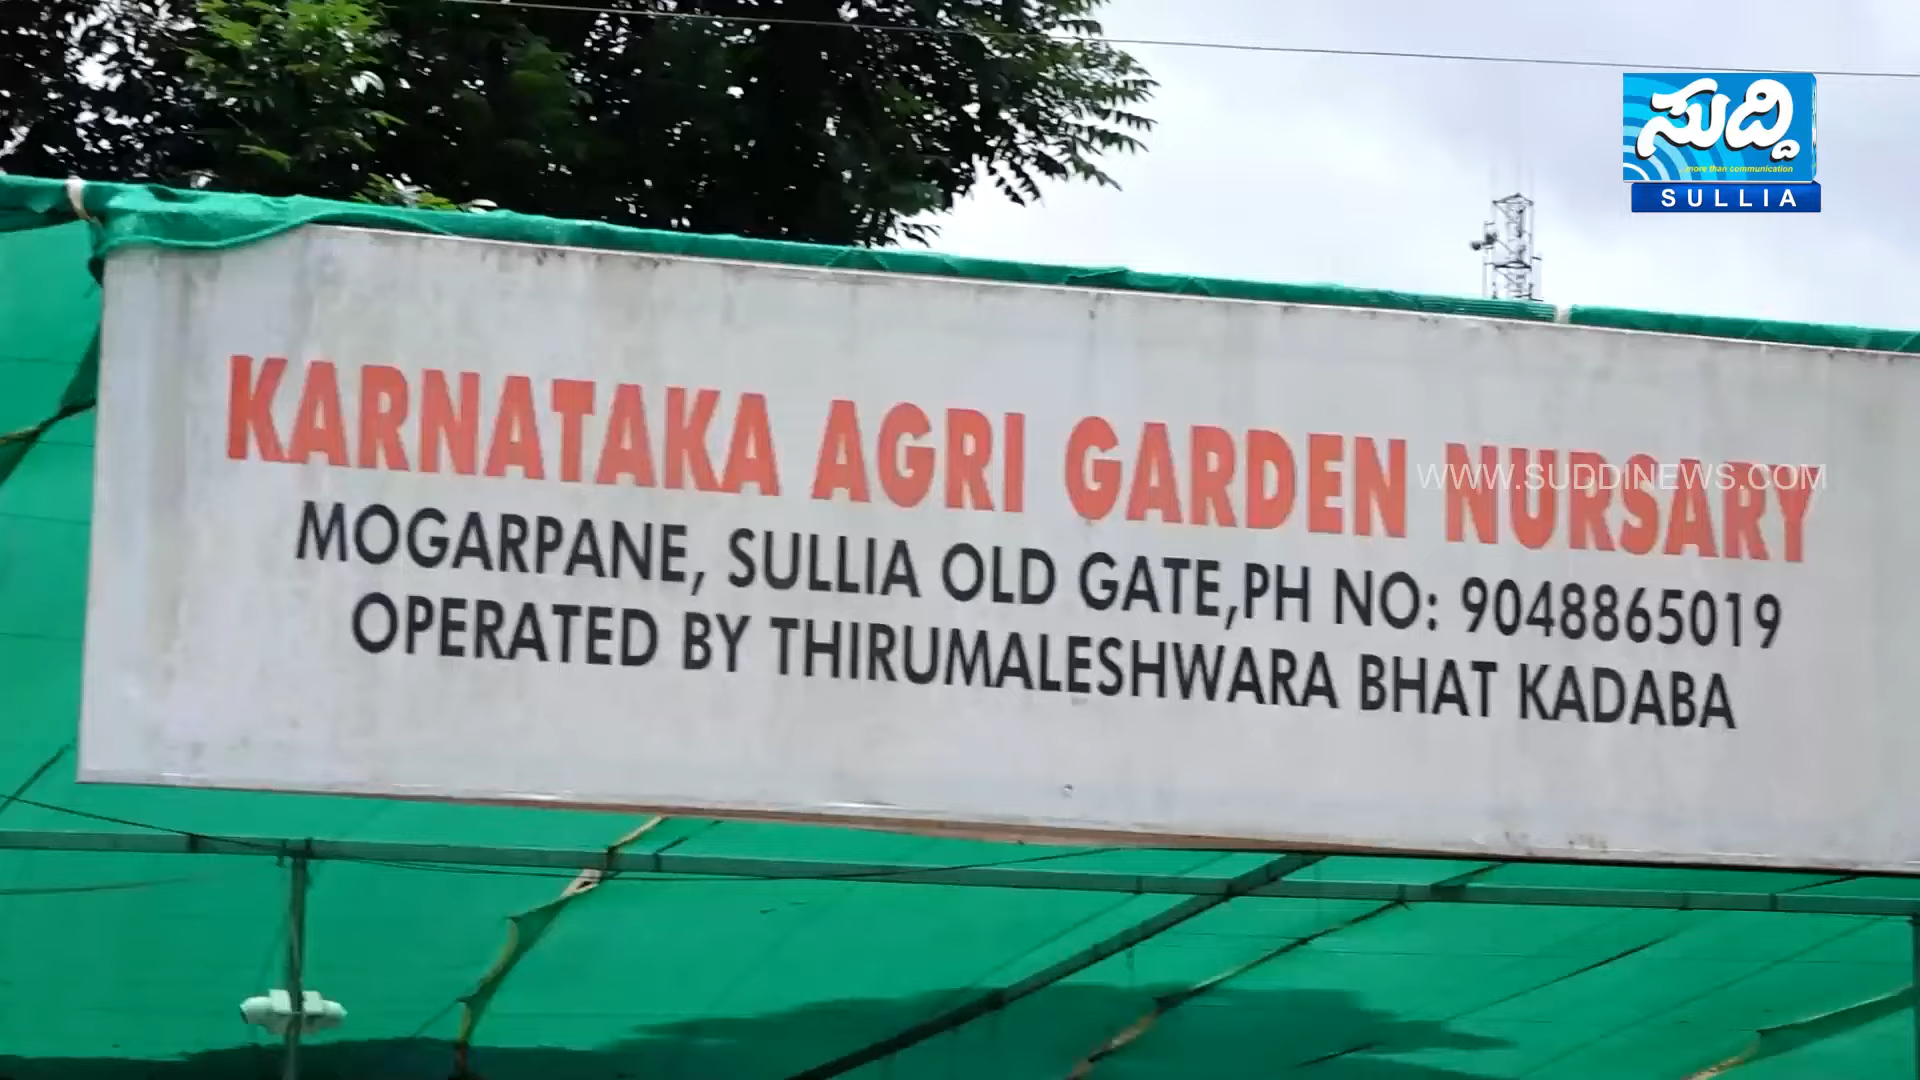 ಸುದ್ದಿ
...more than communication
SULLIA
KARNATAKA AGRI GARDEN NURSARY
WWW.SUDDINEWS.COM
MOGARPANE, SULLIA OLD GATE,PH NO: 9048865019
OPERATED BY THIRUMALESHWARA BHAT KADABA